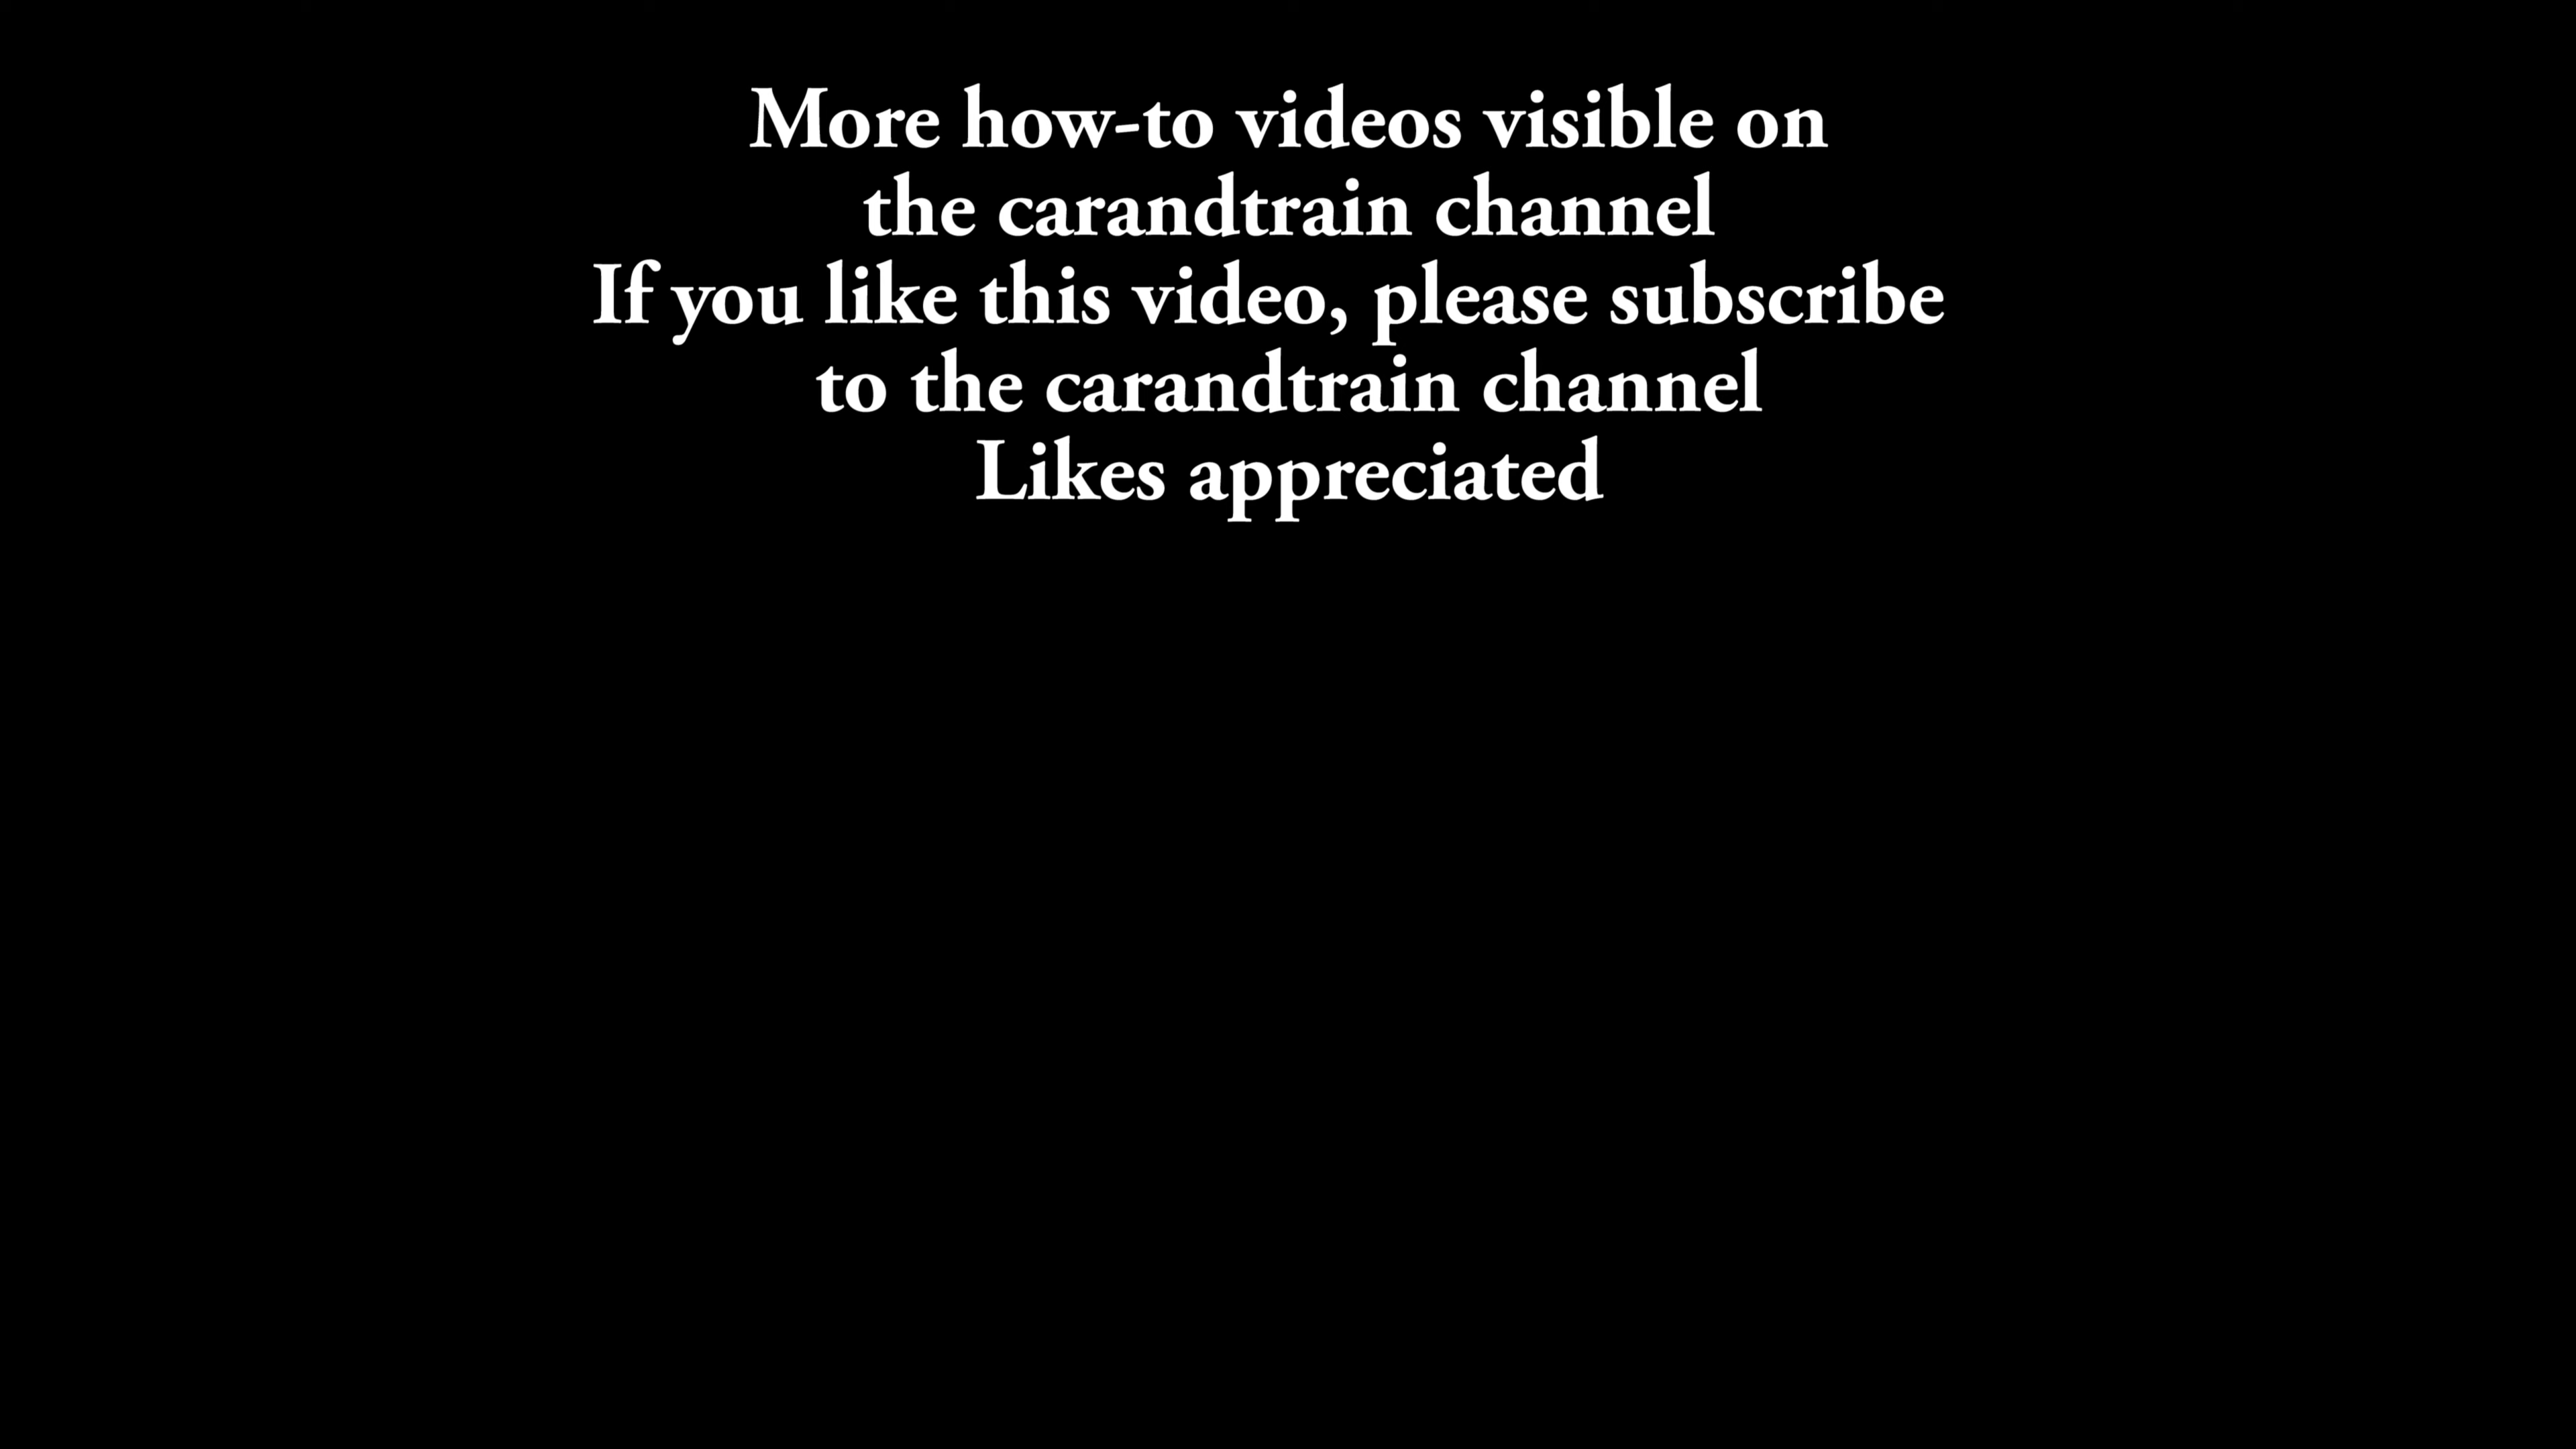 More how-to videos visible on
the carandtrain channel
If you like this video, please subscribe
to the carandtrain channel
Likes appreciated